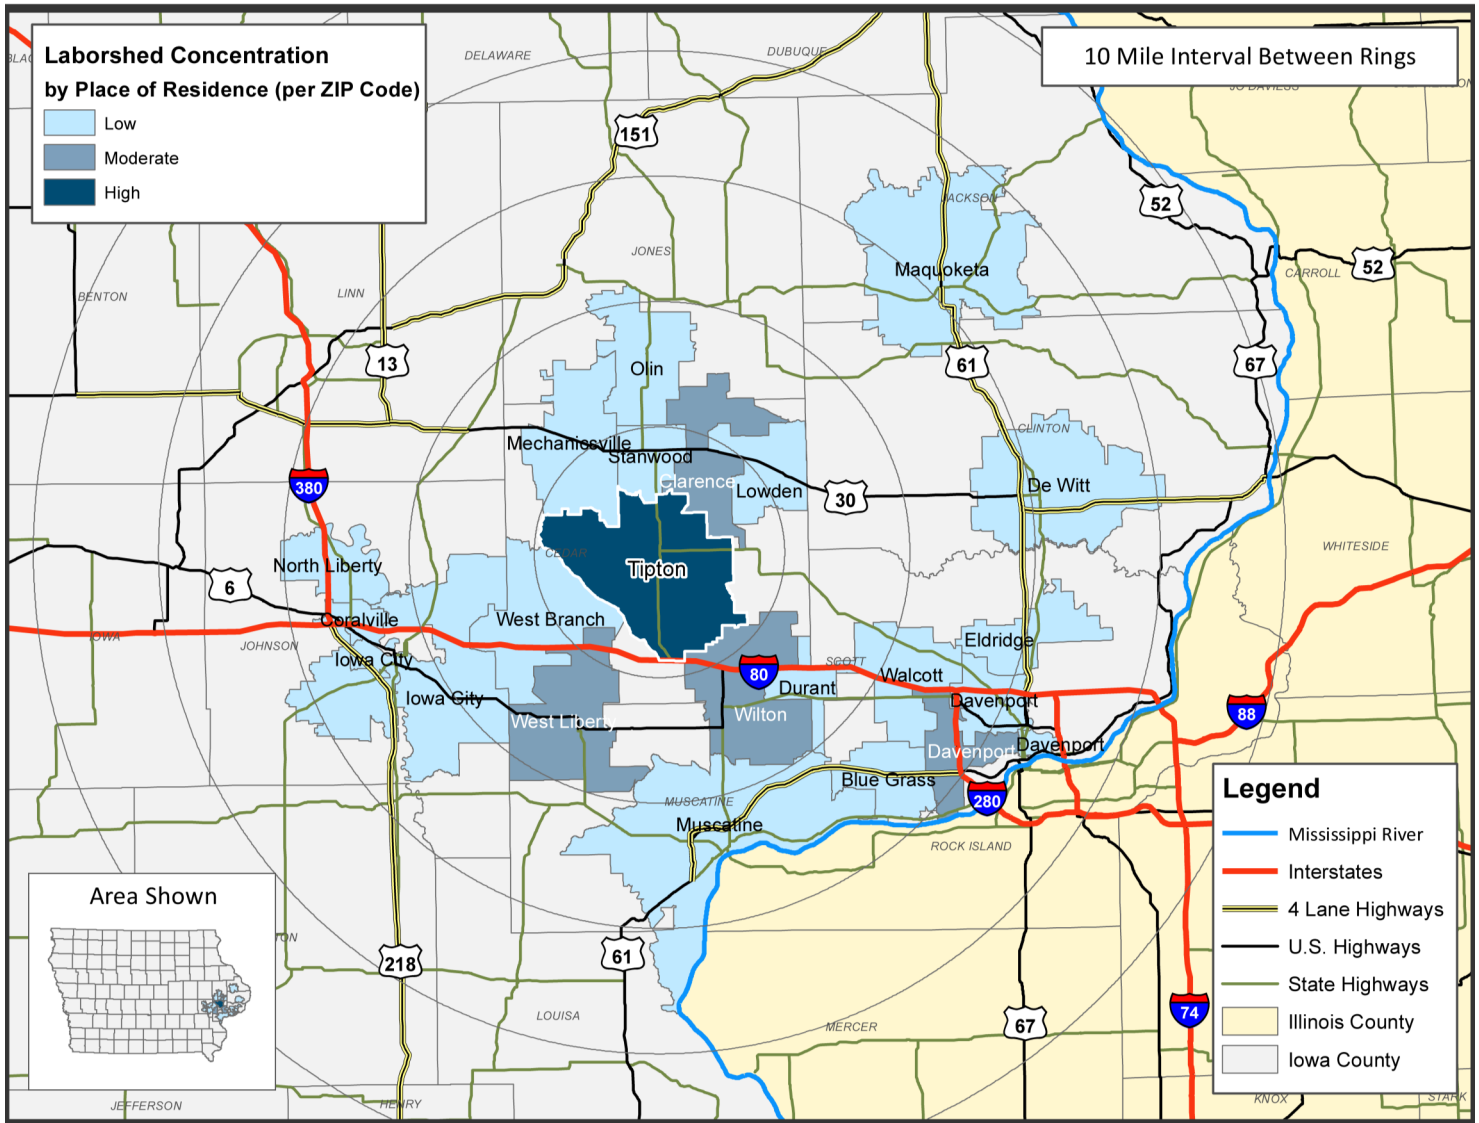 Laborshed Concentration
by Place of Residence (per ZIP Code)
Low
Moderate
High
10 Mile Interval Between Rings
DELAWARE
DUBUQUE
151
JACKSON
52
JONES
Maquoketa
52
CARROLL
BENTON
LINN
13
61
67
Olin
CLINTON
Mechanicsville
Stanwood
Clarence
Lowden
De Witt
380
30
CEDAR
WHITESIDE
North Liberty
Tipton
6
West Branch
Coralville
IOWA
JOHNSON
Eldridge
Iowa City
SCOTT
80
Walcott
Durant
Iowa City
Davenport
West Liberty
Wilton
88
Davenport
Davenport
Blue Grass
MUSCATINE
280
Muscatine
ROCK ISLAND
Legend
Mississippi River
Interstates
4 Lane Highways
U.S. Highways
State Highways
Illinois County
Iowa County
Area Shown
218
61
LOUISA
MERCER
67
74
JEFFERSON
HENRY
KNOX
STARK